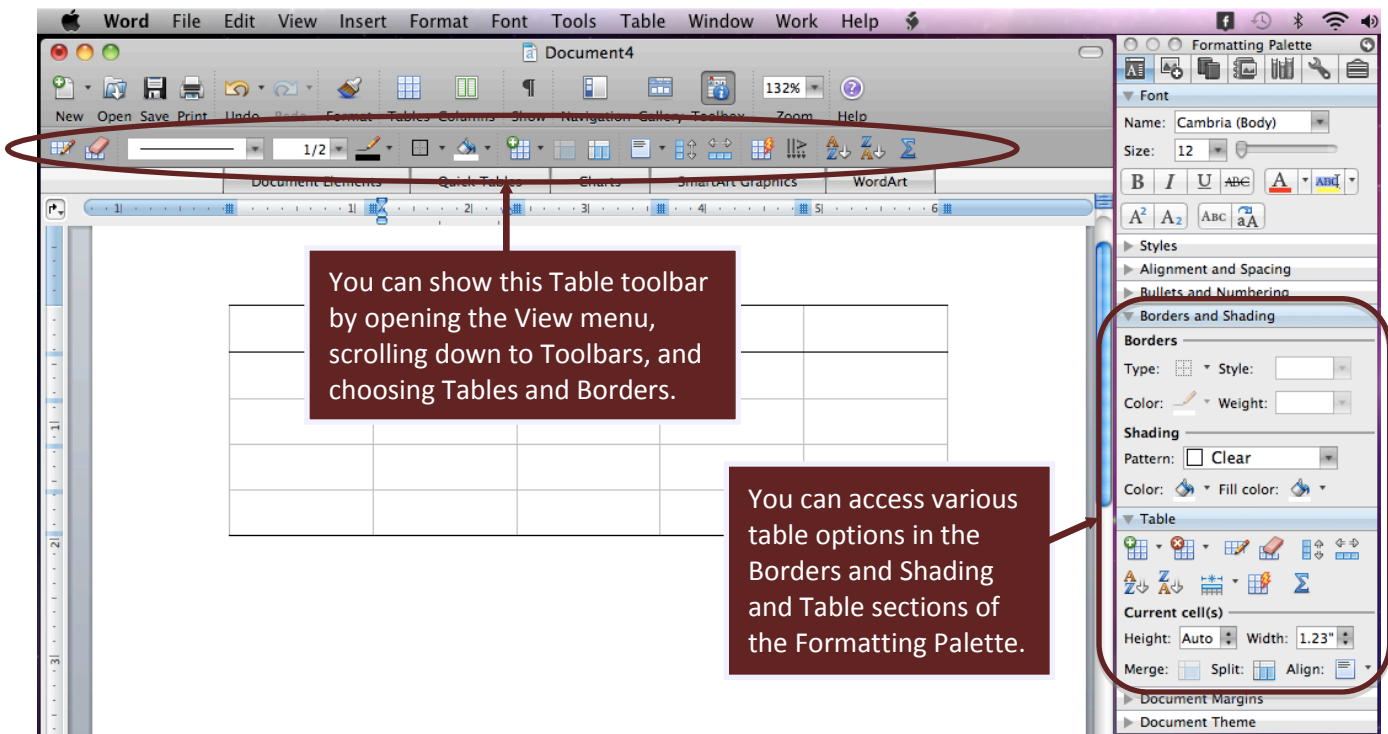 Word File Edit View Insert Format Font Tools Table Window Work Help
Document4
132%
New Open Save Print Undo Redo Format Tables Columns Show Navigation Gallery Toolbox Zoom Help
1/2
Document Elements Quick Tables Charts SmartArt Graphics WordArt
You can show this Table toolbar
by opening the View menu,
scrolling down to Toolbars, and
choosing Tables and Borders.
You can access various
table options in the
Borders and Shading
and Table sections of
the Formatting Palette.
Formatting Palette
Font
Name: Cambria (Body)
Size: 12
B I U ABC A ABC
A2 A2 ABC aA
Styles
Alignment and Spacing
Bullets and Numbering
Borders and Shading
Borders
Type: Style:
Color: Weight:
Shading
Pattern: Clear
Color: Fill color:
Table
Current cell(s)
Height: Auto Width: 1.23"
Merge: Split: Align:
Document Margins
Document Theme